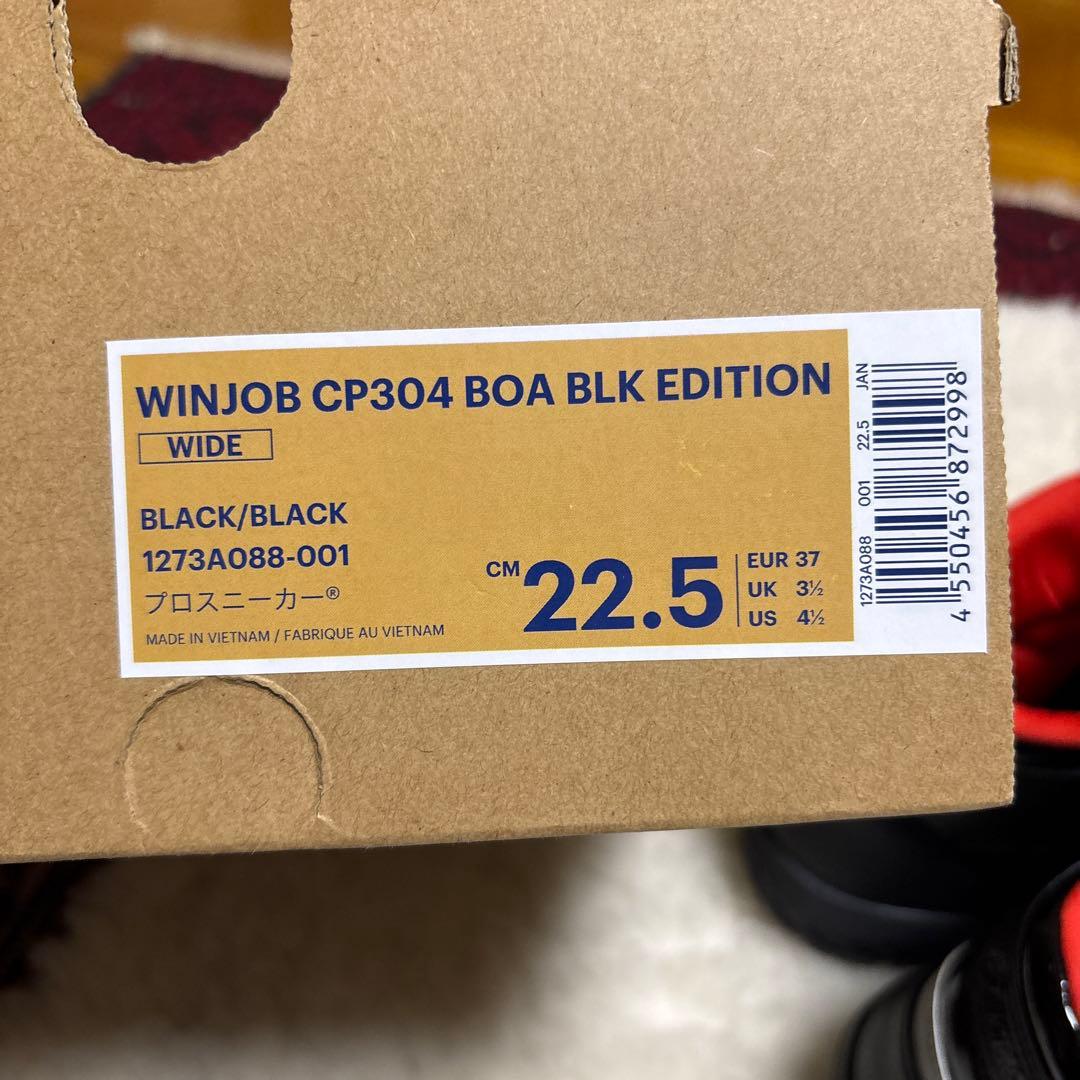 WINJOB CP304 BOA BLK EDITION
WIDE
BLACK/BLACK
1273A088-001
プロスニーカー®
MADE IN VIETNAM / FABRIQUE AU VIETNAM
CM 22.5
EUR 37
UK 3½
US 4½
1273A088 001 22.5 JAN
4 550456 872998